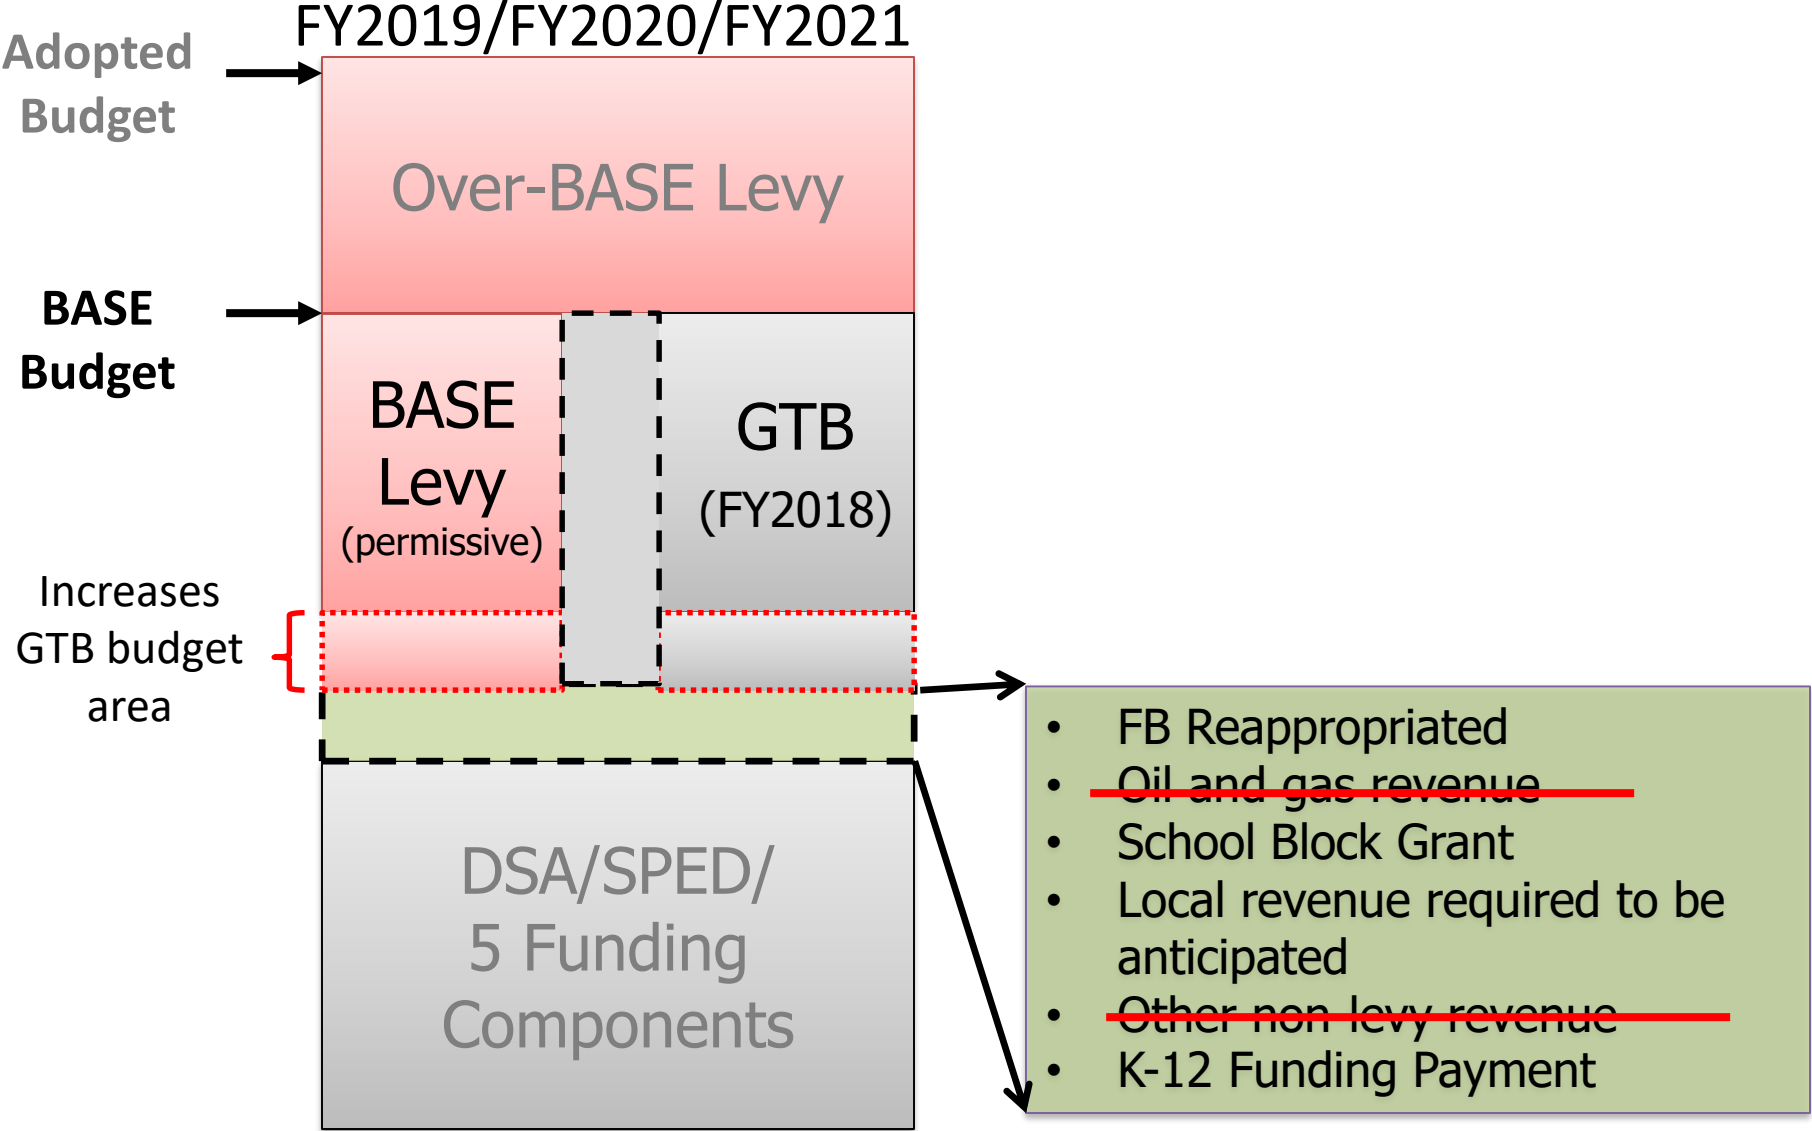 FY2019/FY2020/FY2021
Adopted
Budget
Over-BASE Levy
BASE
Budget
BASE
Levy
(permissive)
GTB
(FY2018)
Increases
GTB budget
area
• FB Reappropriated
• Oil and gas revenue
• School Block Grant
• Local revenue required to be
anticipated
• Other non-levy revenue
• K-12 Funding Payment
DSA/SPED/
5 Funding
Components